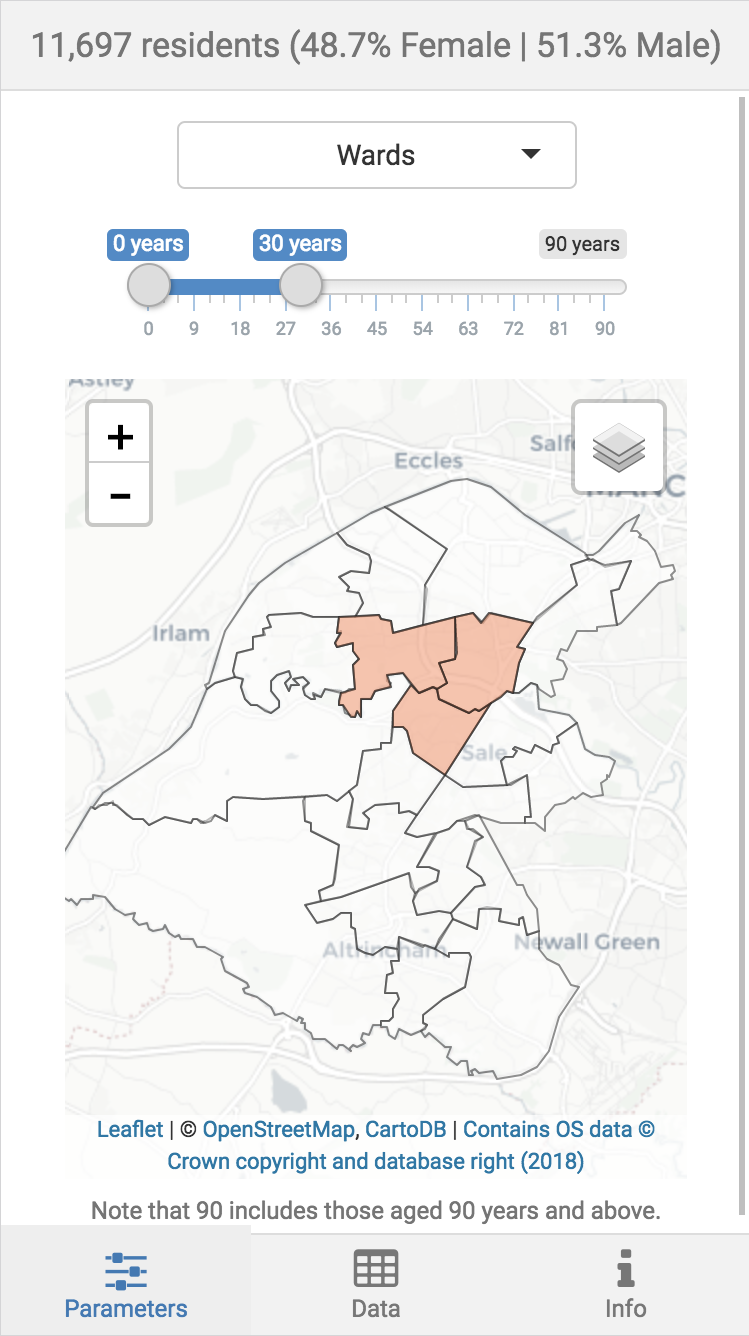 11,697 residents (48.7% Female | 51.3% Male)
Wards
0 years 30 years 90 years
0 9 18 27 36 45 54 63 72 81 90
Astley
+
Eccles
−
Irlam
Sale
Altrincham
Newall Green
Leaflet | © OpenStreetMap, CartoDB | Contains OS data ©
Crown copyright and database right (2018)
Note that 90 includes those aged 90 years and above.
Parameters Data Info